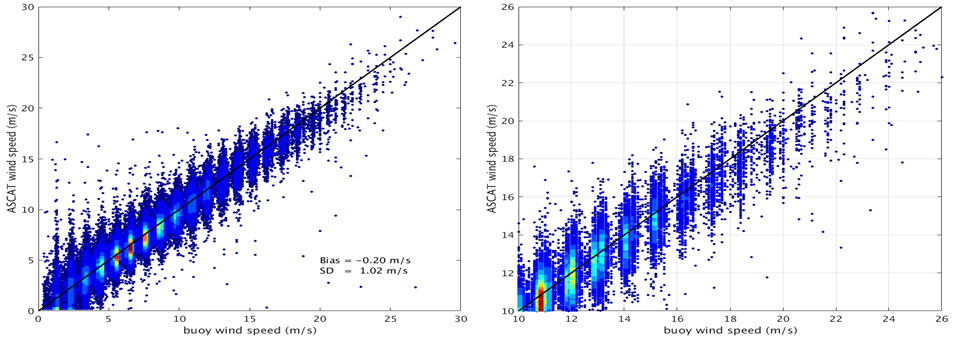 30
25
20
15
10
5
0
ASCAT wind speed (m/s)
Bias = -0.20 m/s
SD = 1.02 m/s
0 5 10 15 20 25 30
buoy wind speed (m/s)
26
24
22
20
18
16
14
12
10
ASCAT wind speed (m/s)
10 12 14 16 18 20 22 24 26
buoy wind speed (m/s)